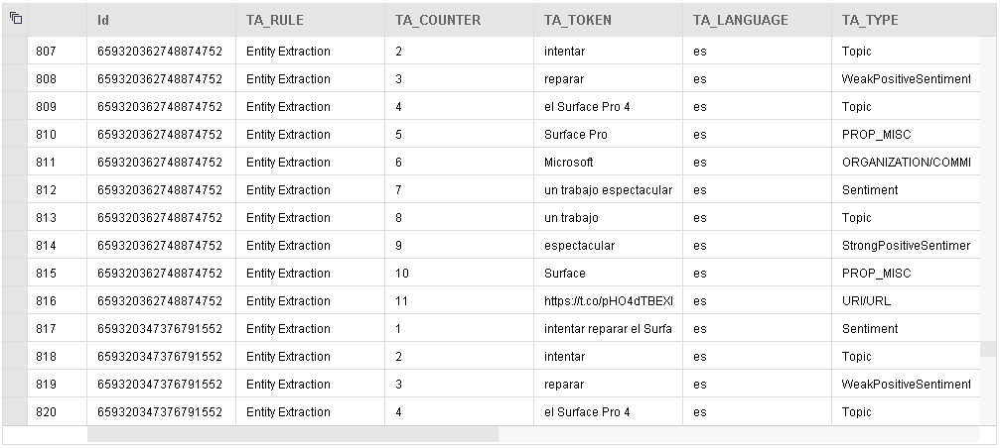 Id TA_RULE TA_COUNTER TA_TOKEN TA_LANGUAGE TA_TYPE
807 659320362748874752 Entity Extraction 2 intentar es Topic
808 659320362748874752 Entity Extraction 3 reparar es WeakPositiveSentiment
809 659320362748874752 Entity Extraction 4 el Surface Pro 4 es Topic
810 659320362748874752 Entity Extraction 5 Surface Pro es PROP_MISC
811 659320362748874752 Entity Extraction 6 Microsoft es ORGANIZATION/COMMI
812 659320362748874752 Entity Extraction 7 un trabajo espectacular es Sentiment
813 659320362748874752 Entity Extraction 8 un trabajo es Topic
814 659320362748874752 Entity Extraction 9 espectacular es StrongPositiveSentimer
815 659320362748874752 Entity Extraction 10 Surface es PROP_MISC
816 659320362748874752 Entity Extraction 11 https://t.co/pHO4dTBEXI es URI/URL
817 659320347376791552 Entity Extraction 1 intentar reparar el Surfa es Sentiment
818 659320347376791552 Entity Extraction 2 intentar es Topic
819 659320347376791552 Entity Extraction 3 reparar es WeakPositiveSentiment
820 659320347376791552 Entity Extraction 4 el Surface Pro 4 es Topic